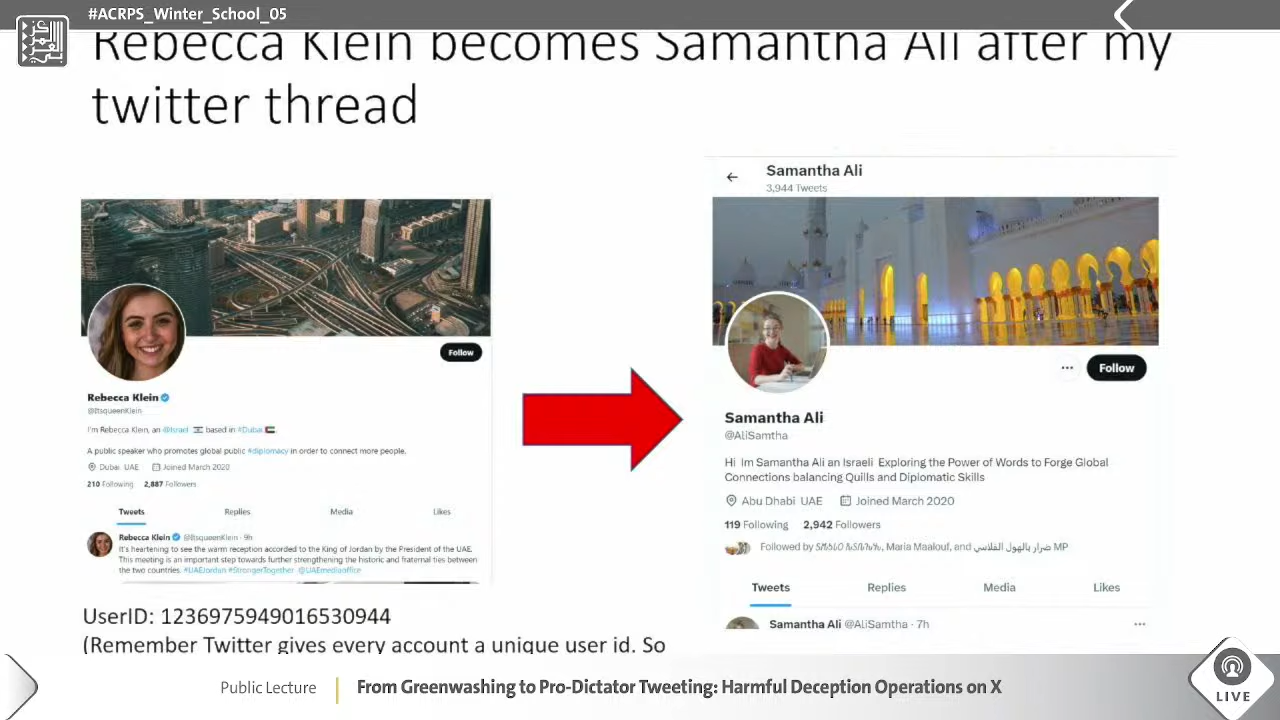 #ACRPS_Winter_School_05
Rebecca Klein becomes Samantha Ali after my
twitter thread
Follow
Rebecca Klein
@ItsqueenKlein
I'm Rebecca Klein, an @Israel 🇮🇱 based in #Dubai 🇦🇪.
A public speaker who promotes global public #diplomacy in order to connect more people.
Dubai UAE Joined March 2020
210 Following 2,887 Followers
Tweets Replies Media Likes
Rebecca Klein @ItsqueenKlein · 9h
It's heartening to see the warm reception accorded to the King of Jordan by the President of the UAE.
This meeting is an important step towards further strengthening the historic and fraternal ties between
the two countries. #UAEJordan #StrongerTogether @UAEmediaoffice
UserID: 1236975949016530944
(Remember Twitter gives every account a unique user id. So
Samantha Ali
3,944 Tweets
Follow
Samantha Ali
@AliSamtha
Hi Im Samantha Ali an Israeli Exploring the Power of Words to Forge Global
Connections balancing Quills and Diplomatic Skills
Abu Dhabi UAE Joined March 2020
119 Following 2,942 Followers
Followed by Maria Maalouf, and ضرار بالهول الفلاسي MP
Tweets Replies Media Likes
Samantha Ali @AliSamtha · 7h
Public Lecture
From Greenwashing to Pro-Dictator Tweeting: Harmful Deception Operations on X
LIVE